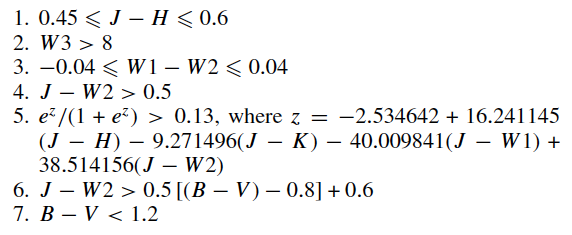 1. 0.45 ⩽ J − H ⩽ 0.6
2. W3 > 8
3. −0.04 ⩽ W1 − W2 ⩽ 0.04
4. J − W2 > 0.5
5. e^z/(1 + e^z) > 0.13, where z = −2.534642 + 16.241145
(J − H) − 9.271496(J − K) − 40.009841(J − W1) +
38.514156(J − W2)
6. J − W2 > 0.5 [(B − V) − 0.8] + 0.6
7. B − V < 1.2